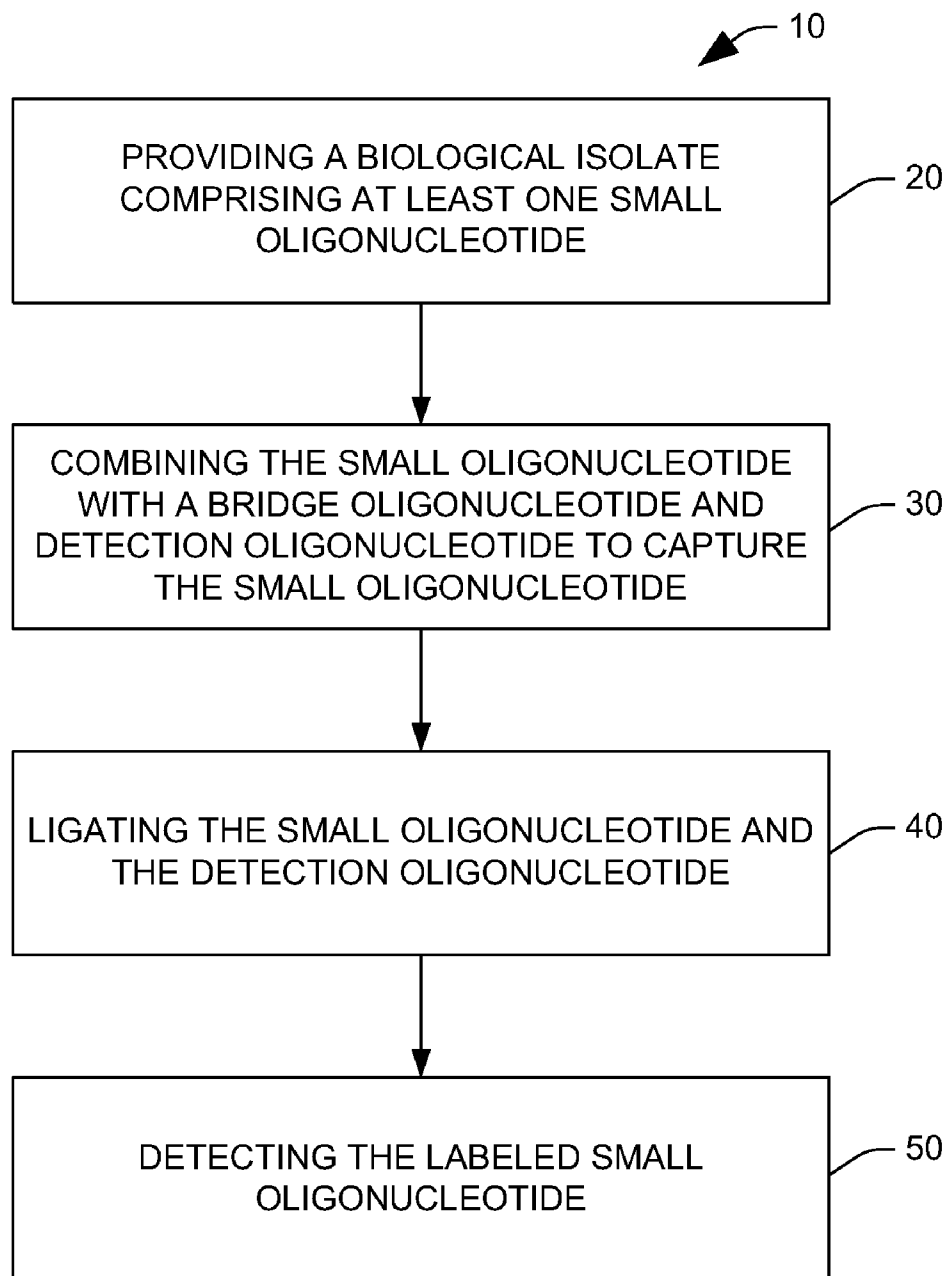 10
PROVIDING A BIOLOGICAL ISOLATE
COMPRISING AT LEAST ONE SMALL
OLIGONUCLEOTIDE
20
COMBINING THE SMALL OLIGONUCLEOTIDE
WITH A BRIDGE OLIGONUCLEOTIDE AND
DETECTION OLIGONUCLEOTIDE TO CAPTURE
THE SMALL OLIGONUCLEOTIDE
30
LIGATING THE SMALL OLIGONUCLEOTIDE AND
THE DETECTION OLIGONUCLEOTIDE
40
DETECTING THE LABELED SMALL
OLIGONUCLEOTIDE
50